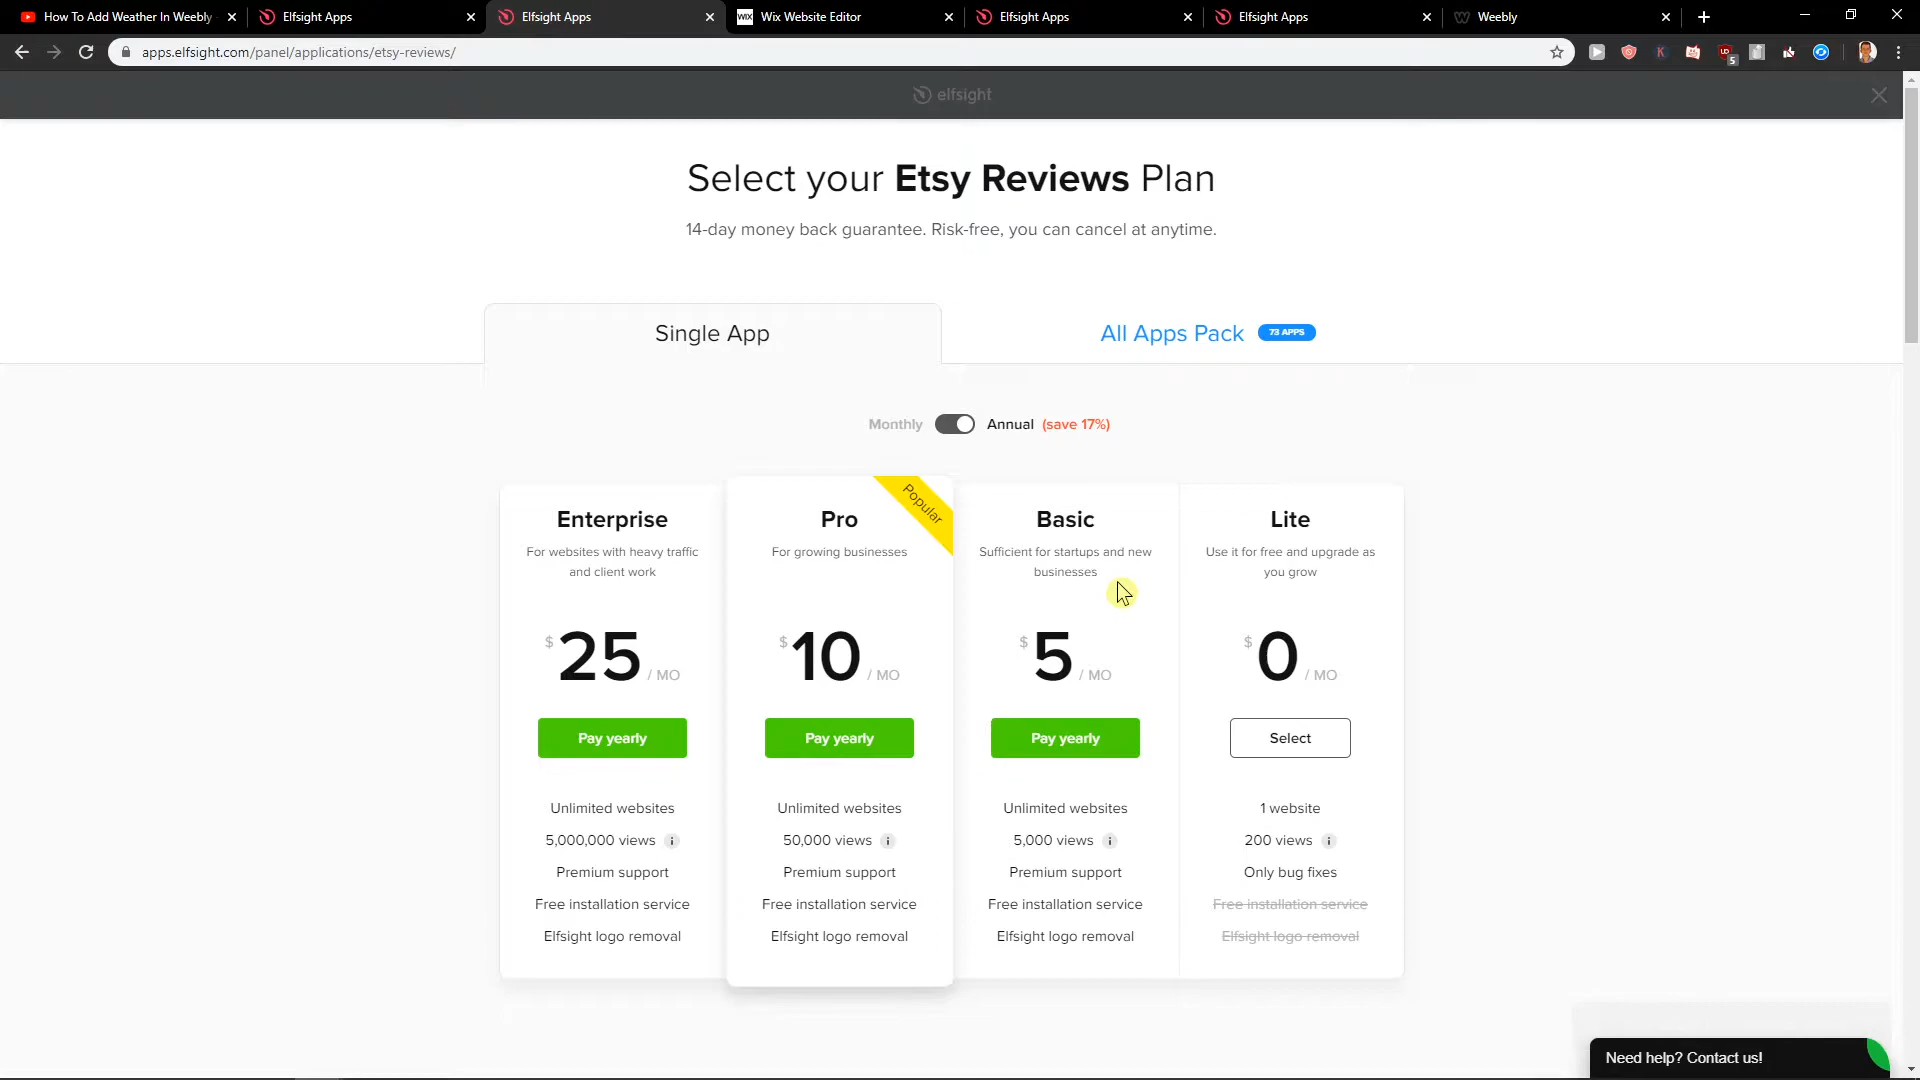 How To Add Weather In Weebly
Elfsight Apps
Elfsight Apps
WIX Wix Website Editor
Elfsight Apps
Elfsight Apps
Weebly
apps.elfsight.com/panel/applications/etsy-reviews/
5
elfsight
Select your Etsy Reviews Plan
14-day money back guarantee. Risk-free, you can cancel at anytime.
Single App
All Apps Pack 73 APPS
Monthly Annual (save 17%)
Enterprise
For websites with heavy traffic
and client work
$25 / MO
Pay yearly
Unlimited websites
5,000,000 views i
Premium support
Free installation service
Elfsight logo removal
Popular
Pro
For growing businesses
$10 / MO
Pay yearly
Unlimited websites
50,000 views i
Premium support
Free installation service
Elfsight logo removal
Basic
Sufficient for startups and new
businesses
$5 / MO
Pay yearly
Unlimited websites
5,000 views i
Premium support
Free installation service
Elfsight logo removal
Lite
Use it for free and upgrade as
you grow
$0 / MO
Select
1 website
200 views i
Only bug fixes
Free installation service
Elfsight logo removal
Need help? Contact us!